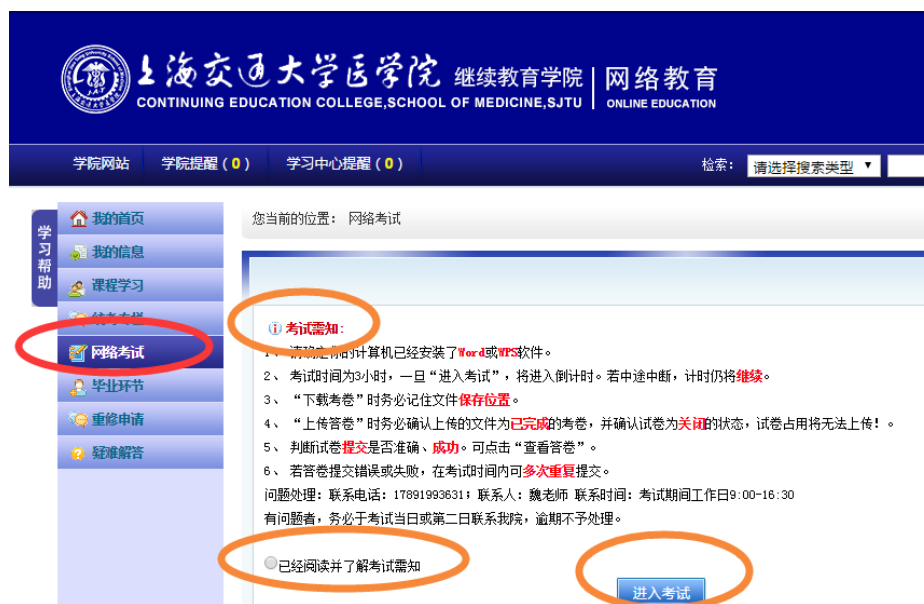 上海交通大学医学院 继续教育学院 网络教育
CONTINUING EDUCATION COLLEGE,SCHOOL OF MEDICINE,SJTU ONLINE EDUCATION
学院网站 学院提醒(0) 学习中心提醒(0) 检索: 请选择搜索类型
学习帮助
我的首页
您当前的位置: 网络考试
我的信息
课程学习
统考专栏
网络考试
毕业环节
重修申请
疑难解答
考试需知:
1、 请确定你的计算机已经安装了Word或WPS软件。
2、 考试时间为3小时,一旦“进入考试”,将进入倒计时。若中途中断,计时仍将继续。
3、 “下载考卷”时务必记住文件保存位置。
4、 “上传答卷”时务必确认上传的文件为已完成的考卷,并确认试卷为关闭的状态,试卷占用将无法上传!。
5、 判断试卷提交是否准确、成功。可点击“查看答卷”。
6、 若答卷提交错误或失败,在考试时间内可多次重复提交。
问题处理:联系电话:17891993631;联系人:魏老师 联系时间:考试期间工作日9:00-16:30
有问题者,务必于考试当日或第二日联系我院,逾期不予处理。
已经阅读并了解考试需知
进入考试